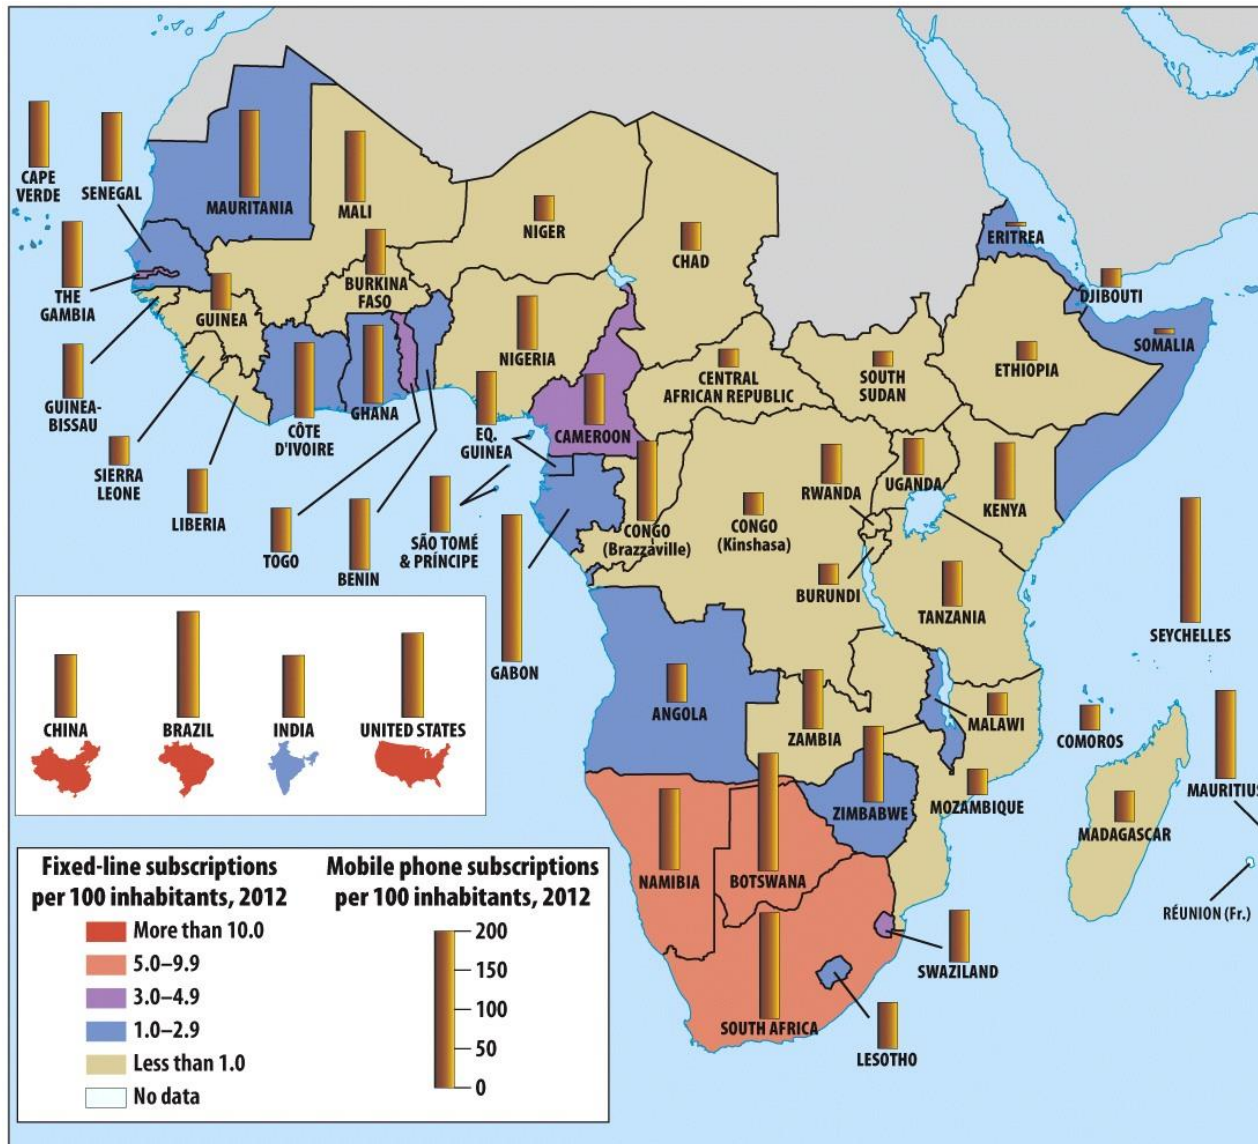 CAPE
VERDE
SENEGAL
MAURITANIA
MALI
NIGER
CHAD
ERITREA
THE
GAMBIA
GUINEA
BURKINA
FASO
DJIBOUTI
NIGERIA
SOMALIA
GUINEA-
BISSAU
CÔTE
D'IVOIRE
GHANA
EQ.
GUINEA
CAMEROON
CENTRAL
AFRICAN REPUBLIC
SOUTH
SUDAN
ETHIOPIA
SIERRA
LEONE
LIBERIA
TOGO
BENIN
SÃO TOMÉ
& PRÍNCIPE
CONGO
(Brazzaville)
CONGO
(Kinshasa)
RWANDA
UGANDA
KENYA
BURUNDI
TANZANIA
SEYCHELLES
GABON
ANGOLA
ZAMBIA
MALAWI
COMOROS
MAURITIUS
ZIMBABWE
MOZAMBIQUE
MADAGASCAR
NAMIBIA
BOTSWANA
RÉUNION (Fr.)
SWAZILAND
SOUTH AFRICA
LESOTHO
CHINA
BRAZIL
INDIA
UNITED STATES
Fixed-line subscriptions
per 100 inhabitants, 2012
More than 10.0
5.0–9.9
3.0–4.9
1.0–2.9
Less than 1.0
No data
Mobile phone subscriptions
per 100 inhabitants, 2012
200
150
100
50
0